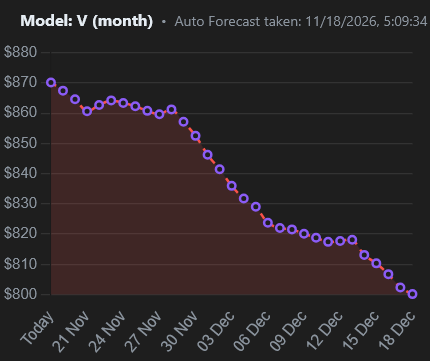 Model: V (month) • Auto Forecast taken: 11/18/2026, 5:09:34
$880
$870
$860
$850
$840
$830
$820
$810
$800
Today
21 Nov
24 Nov
27 Nov
30 Nov
03 Dec
06 Dec
09 Dec
12 Dec
15 Dec
18 Dec